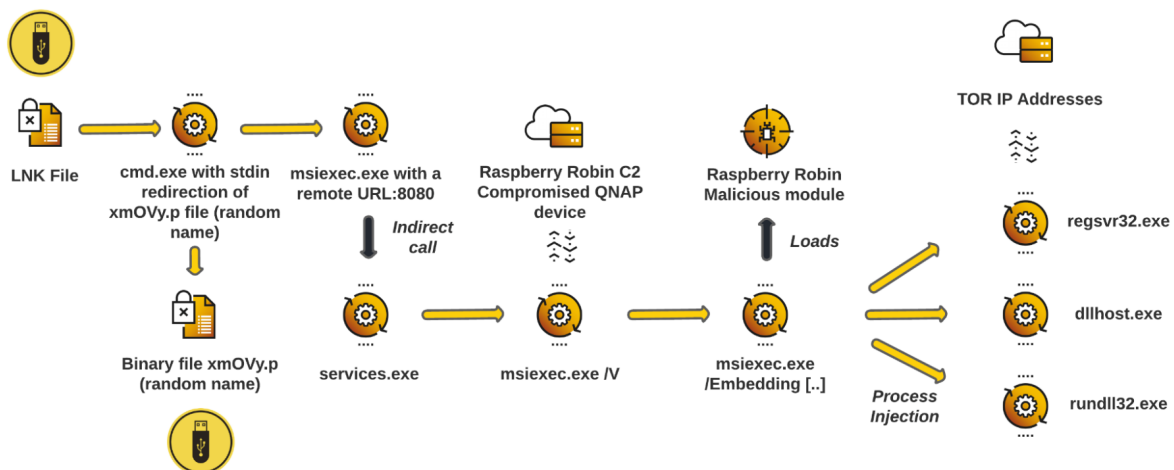 LNK File
cmd.exe with stdin
redirection of
xmOVy.p file (random
name)
Binary file xmOVy.p
(random name)
msiexec.exe with a
remote URL:8080
Indirect
call
services.exe
Raspberry Robin C2
Compromised QNAP
device
msiexec.exe /V
Raspberry Robin
Malicious module
Loads
msiexec.exe
/Embedding [..]
Process
Injection
TOR IP Addresses
regsvr32.exe
dllhost.exe
rundll32.exe